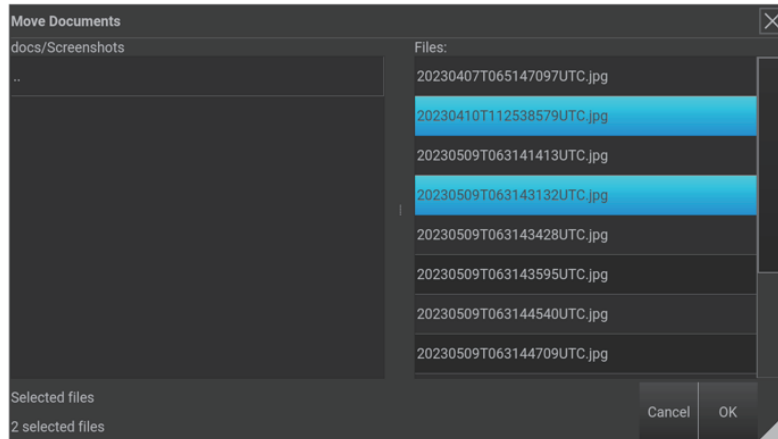 Move Documents
docs/Screenshots
..
Files:
20230407T065147097UTC.jpg
20230410T112538579UTC.jpg
20230509T063141413UTC.jpg
20230509T063143132UTC.jpg
20230509T063143428UTC.jpg
20230509T063143595UTC.jpg
20230509T063144540UTC.jpg
20230509T063144709UTC.jpg
Selected files
2 selected files
Cancel
OK